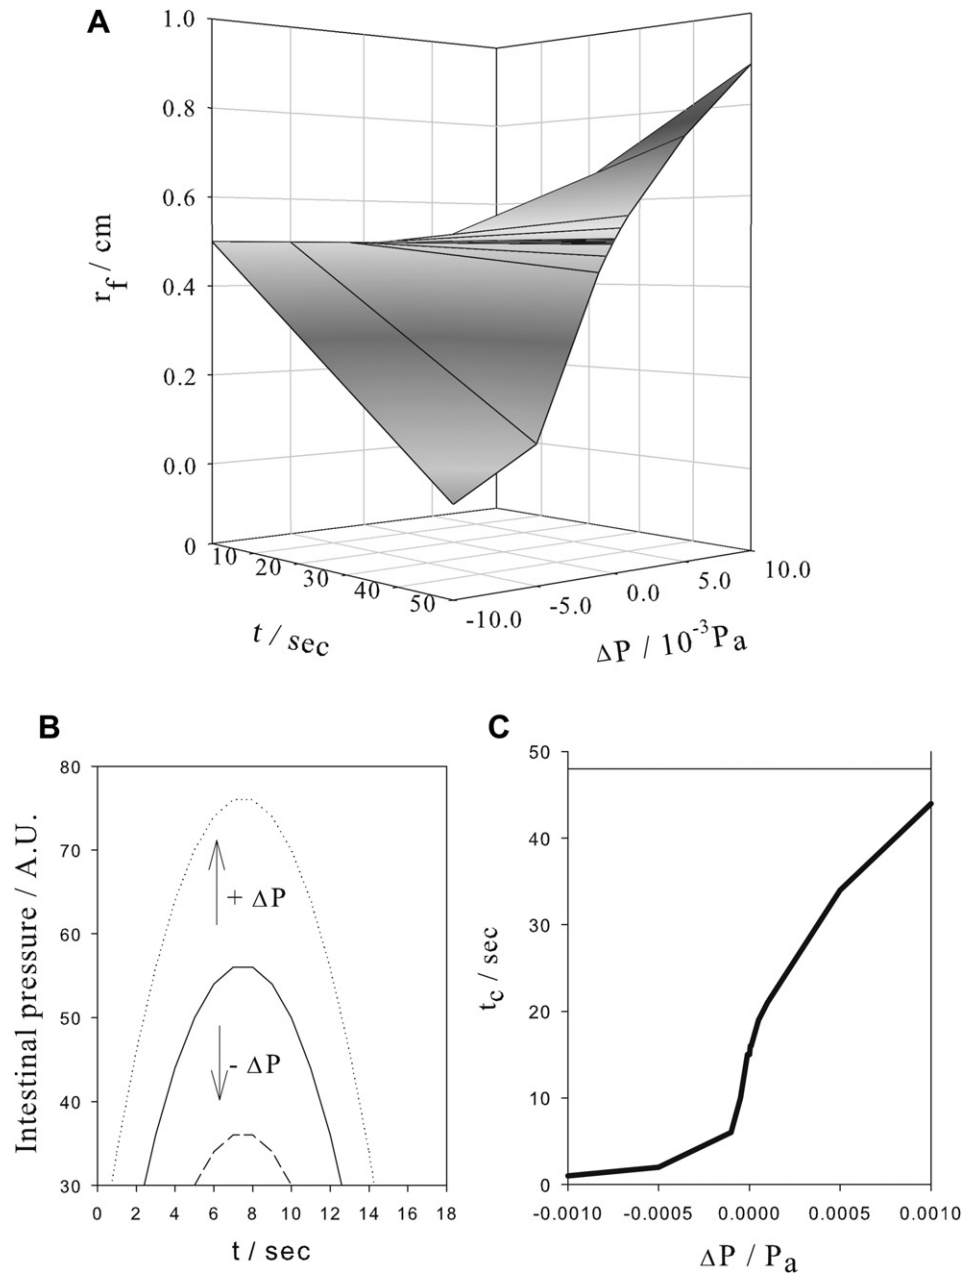 A
1.0
0.8
0.6
0.4
0.2
0.0
0
r_f / cm
10
20
30
40
50
t / sec
-10.0
-5.0
0.0
5.0
10.0
ΔP / 10⁻³Pa
B
80
70
60
50
40
30
Intestinal pressure / A.U.
+ ΔP
- ΔP
0 2 4 6 8 10 12 14 16 18
t / sec
C
50
40
30
20
10
0
t_c / sec
-0.0010 -0.0005 0.0000 0.0005 0.0010
ΔP / Pa